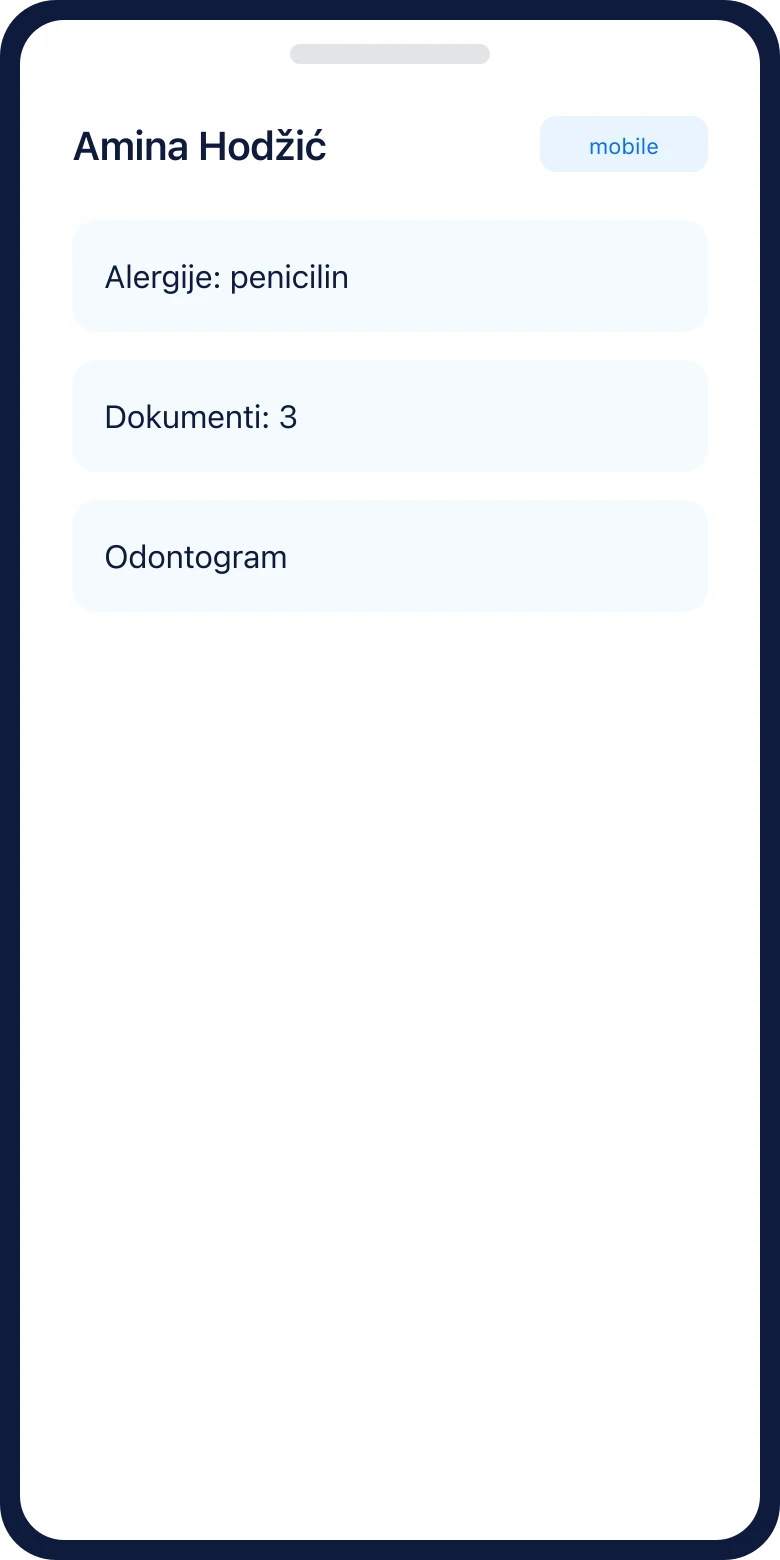 Amina Hodžić
mobile
Alergije: penicilin
Dokumenti: 3
Odontogram